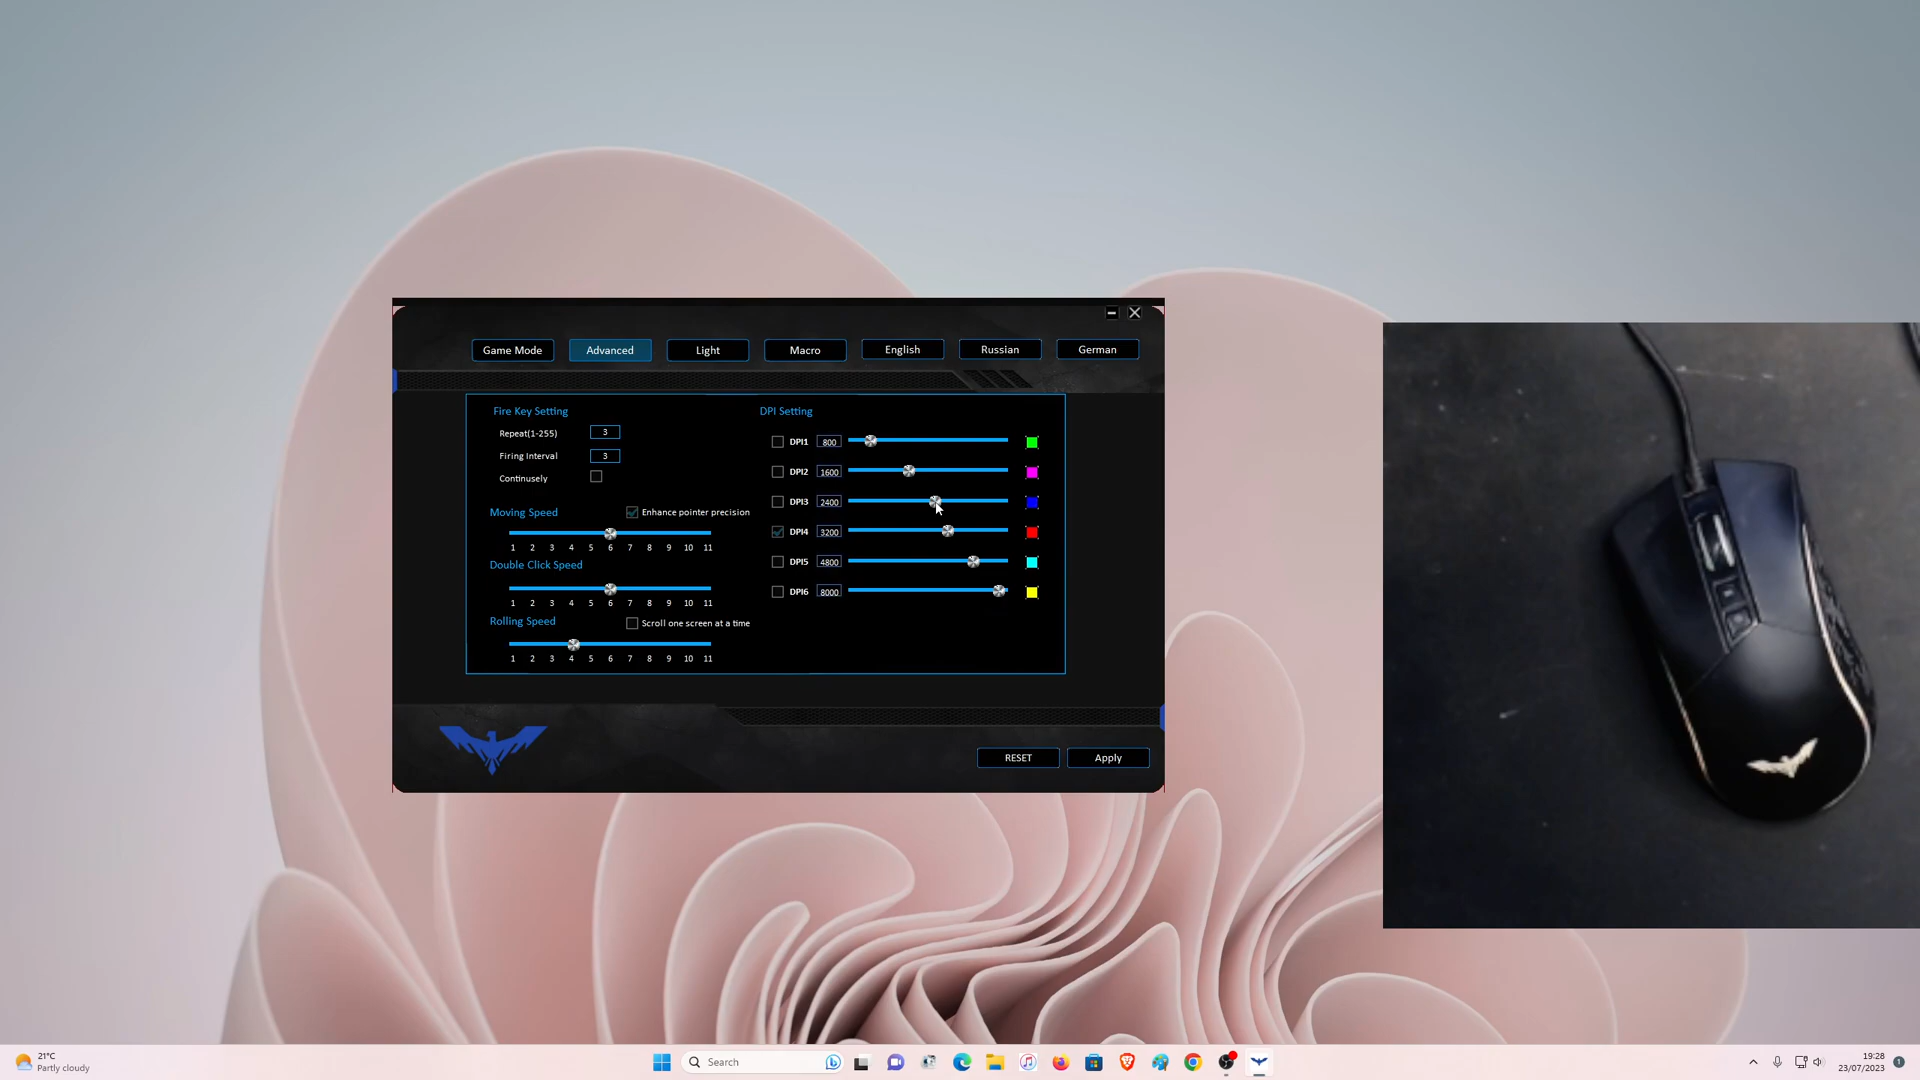 Game Mode Advanced Light Macro English Russian German
Fire Key Setting
Repeat(1-255) 3
Firing Interval 3
Continusely
Moving Speed Enhance pointer precision
1 2 3 4 5 6 7 8 9 10 11
Double Click Speed
1 2 3 4 5 6 7 8 9 10 11
Rolling Speed Scroll one screen at a time
1 2 3 4 5 6 7 8 9 10 11
DPI Setting
DPI1 800
DPI2 1600
DPI3 2400
DPI4 3200
DPI5 4800
DPI6 8000
RESET Apply
21°C
Partly cloudy
Search
19:28
23/07/2023
1